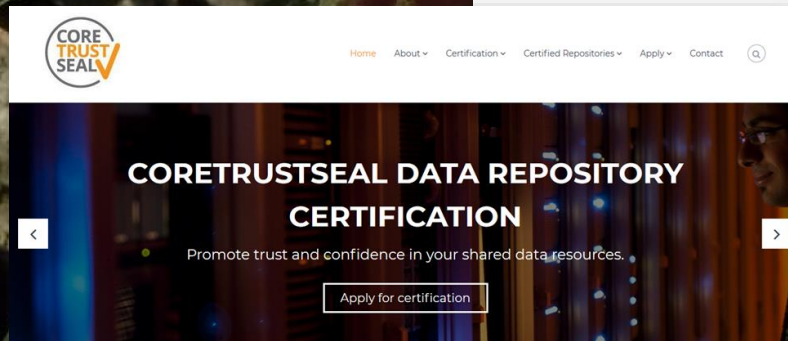 CORE
TRUST
SEAL
Home About Certification Certified Repositories Apply Contact
CORETRUSTSEAL DATA REPOSITORY
CERTIFICATION
Promote trust and confidence in your shared data resources.
Apply for certification